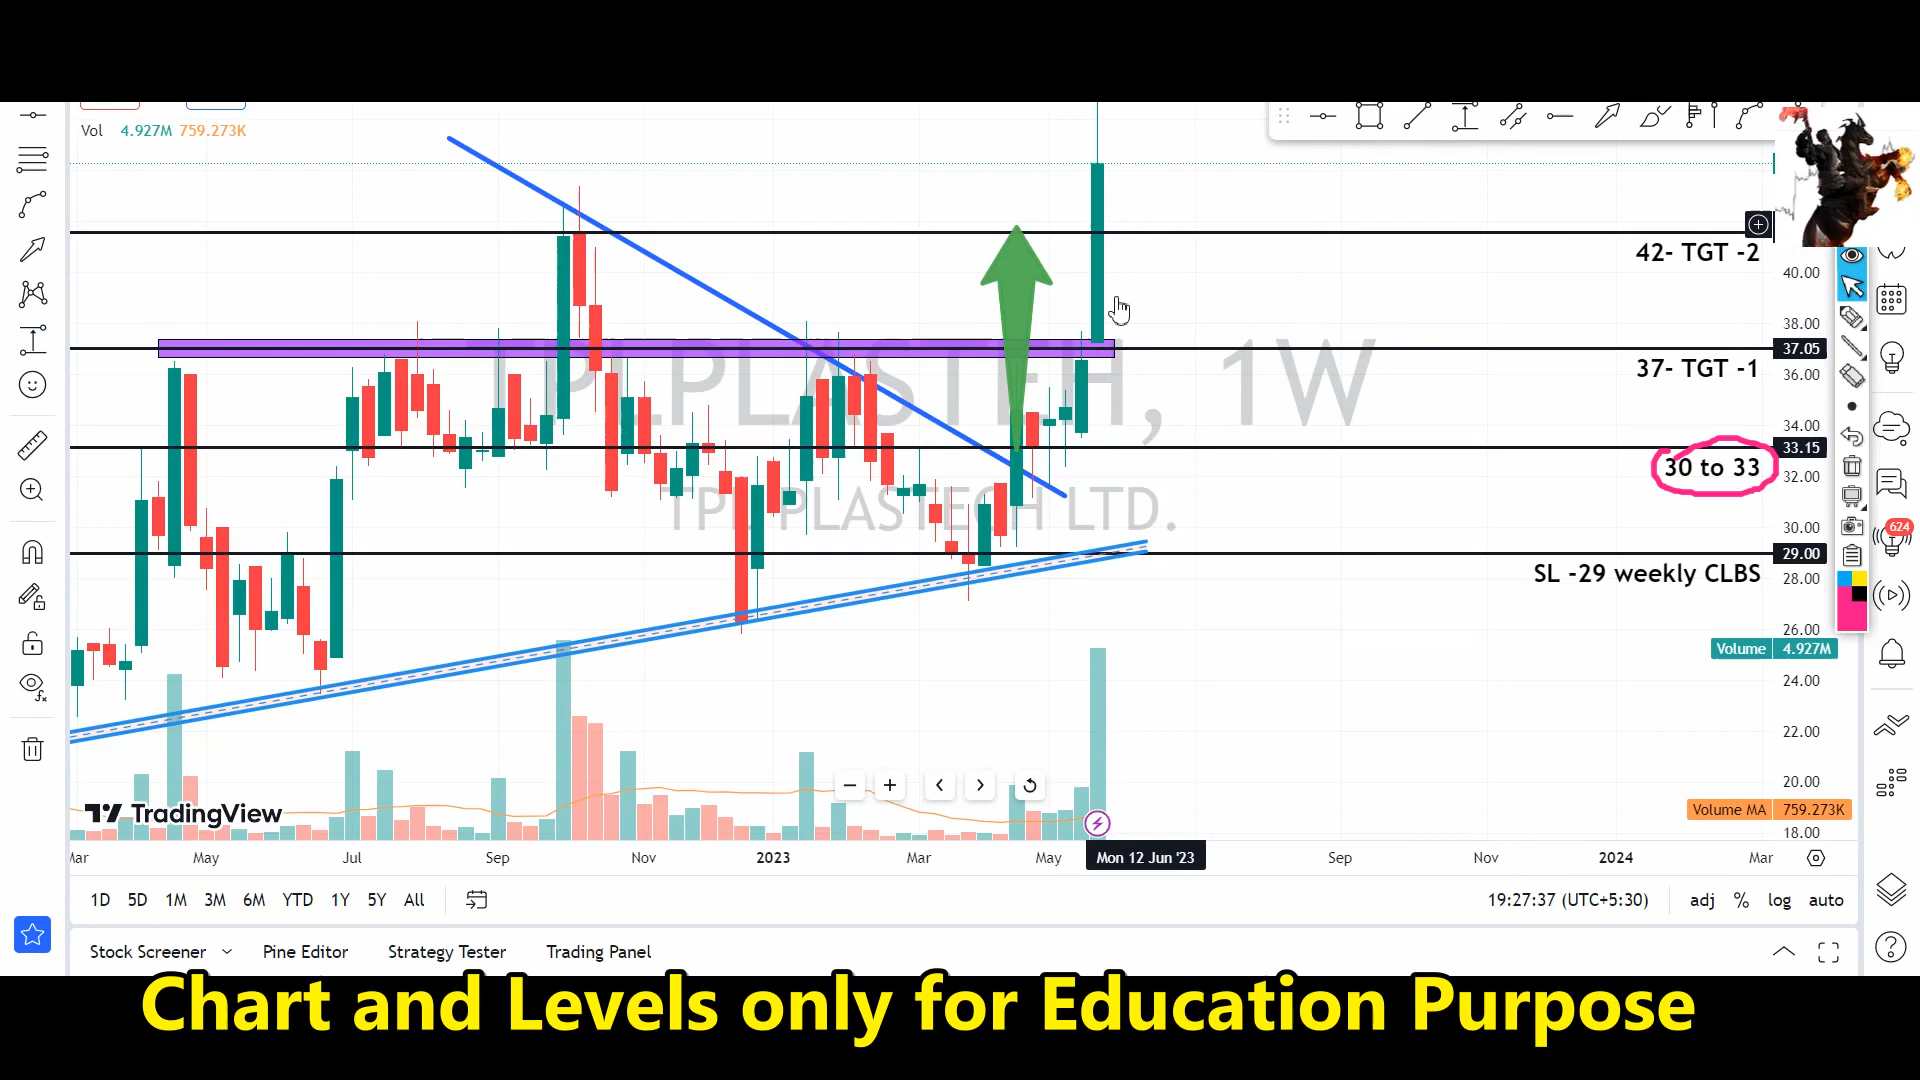 Vol 4.927M 759.273K
42- TGT -2
40.00
38.00
37.05
37- TGT -1
36.00
TPLPLASTEH, 1W
34.00
33.15
30 to 33
32.00
TPL PLASTECH LTD.
30.00
624
29.00
SL -29 weekly CLBS
28.00
26.00
Volume 4.927M
24.00
22.00
20.00
TradingView
Volume MA 759.273K
18.00
Mar May Jul Sep Nov 2023 Mar May Mon 12 Jun '23 Sep Nov 2024 Mar
1D 5D 1M 3M 6M YTD 1Y 5Y All 19:27:37 (UTC+5:30) adj % log auto
Stock Screener Pine Editor Strategy Tester Trading Panel
Chart and Levels only for Education Purpose